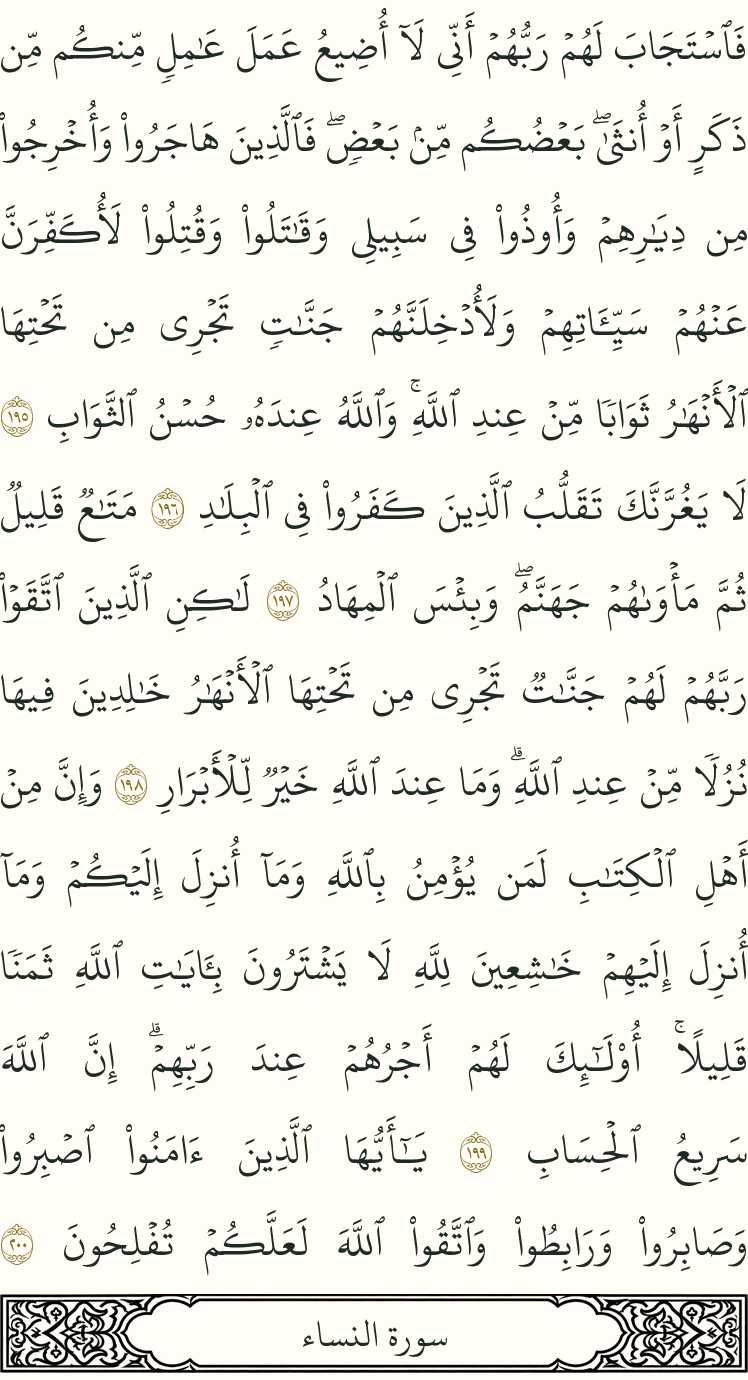 فَٱسۡتَجَابَ لَهُمۡ رَبُّهُمۡ أَنِّي لَآ أُضِيعُ عَمَلَ عَٰمِلٖ مِّنكُم مِّن
ذَكَرٍ أَوۡ أُنثَىٰۖ بَعۡضُكُم مِّنۢ بَعۡضٖۖ فَٱلَّذِينَ هَاجَرُواْ وَأُخۡرِجُواْ
مِن دِيَٰرِهِمۡ وَأُوذُواْ فِي سَبِيلِي وَقَٰتَلُواْ وَقُتِلُواْ لَأُكَفِّرَنَّ
عَنۡهُمۡ سَيِّـَٔاتِهِمۡ وَلَأُدۡخِلَنَّهُمۡ جَنَّٰتٖ تَجۡرِي مِن تَحۡتِهَا
ٱلۡأَنۡهَٰرُ ثَوَابٗا مِّنۡ عِندِ ٱللَّهِۚ وَٱللَّهُ عِندَهُۥ حُسۡنُ ٱلثَّوَابِ ١٩٥
لَا يَغُرَّنَّكَ تَقَلُّبُ ٱلَّذِينَ كَفَرُواْ فِي ٱلۡبِلَٰدِ ١٩٦ مَتَٰعٞ قَلِيلٞ
ثُمَّ مَأۡوَىٰهُمۡ جَهَنَّمُۖ وَبِئۡسَ ٱلۡمِهَادُ ١٩٧ لَٰكِنِ ٱلَّذِينَ ٱتَّقَوۡاْ
رَبَّهُمۡ لَهُمۡ جَنَّٰتٞ تَجۡرِي مِن تَحۡتِهَا ٱلۡأَنۡهَٰرُ خَٰلِدِينَ فِيهَا
نُزُلٗا مِّنۡ عِندِ ٱللَّهِۗ وَمَا عِندَ ٱللَّهِ خَيۡرٞ لِّلۡأَبۡرَارِ ١٩٨ وَإِنَّ مِنۡ
أَهۡلِ ٱلۡكِتَٰبِ لَمَن يُؤۡمِنُ بِٱللَّهِ وَمَآ أُنزِلَ إِلَيۡكُمۡ وَمَآ
أُنزِلَ إِلَيۡهِمۡ خَٰشِعِينَ لِلَّهِ لَا يَشۡتَرُونَ بِـَٔايَٰتِ ٱللَّهِ ثَمَنٗا
قَلِيلًاۚ أُوْلَٰٓئِكَ لَهُمۡ أَجۡرُهُمۡ عِندَ رَبِّهِمۡۗ إِنَّ ٱللَّهَ
سَرِيعُ ٱلۡحِسَابِ ١٩٩ يَٰٓأَيُّهَا ٱلَّذِينَ ءَامَنُواْ ٱصۡبِرُواْ
وَصَابِرُواْ وَرَابِطُواْ وَٱتَّقُواْ ٱللَّهَ لَعَلَّكُمۡ تُفۡلِحُونَ ٢٠٠
سورة النساء